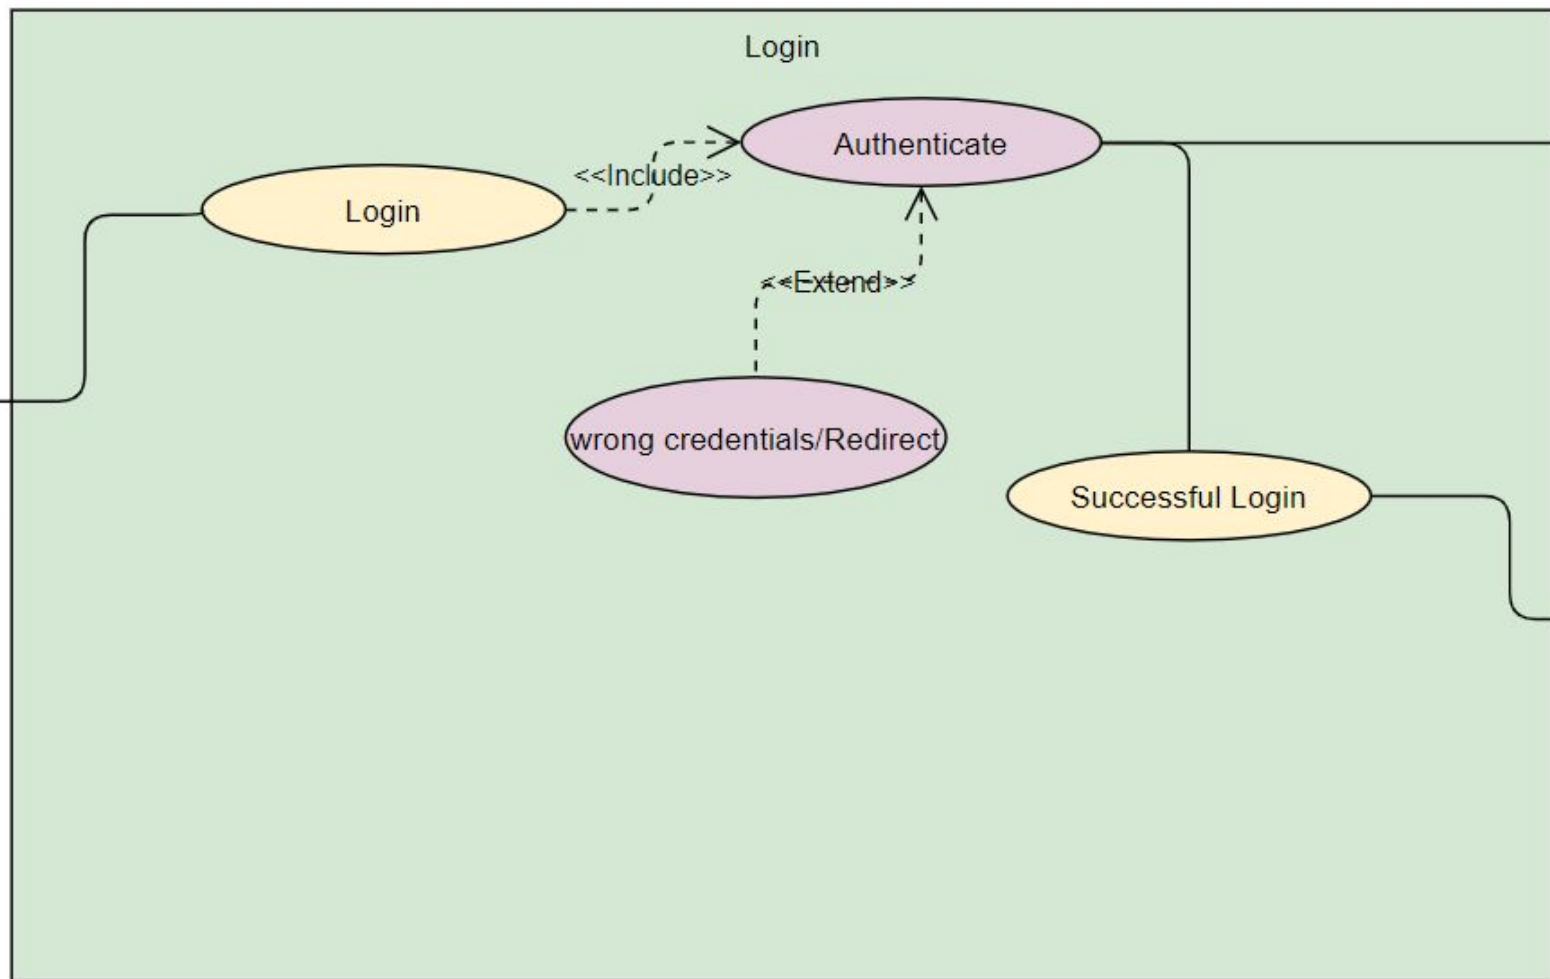 Login
Authenticate
<<Include>>
Login
<<Extend>>
wrong credentials/Redirect
Successful Login